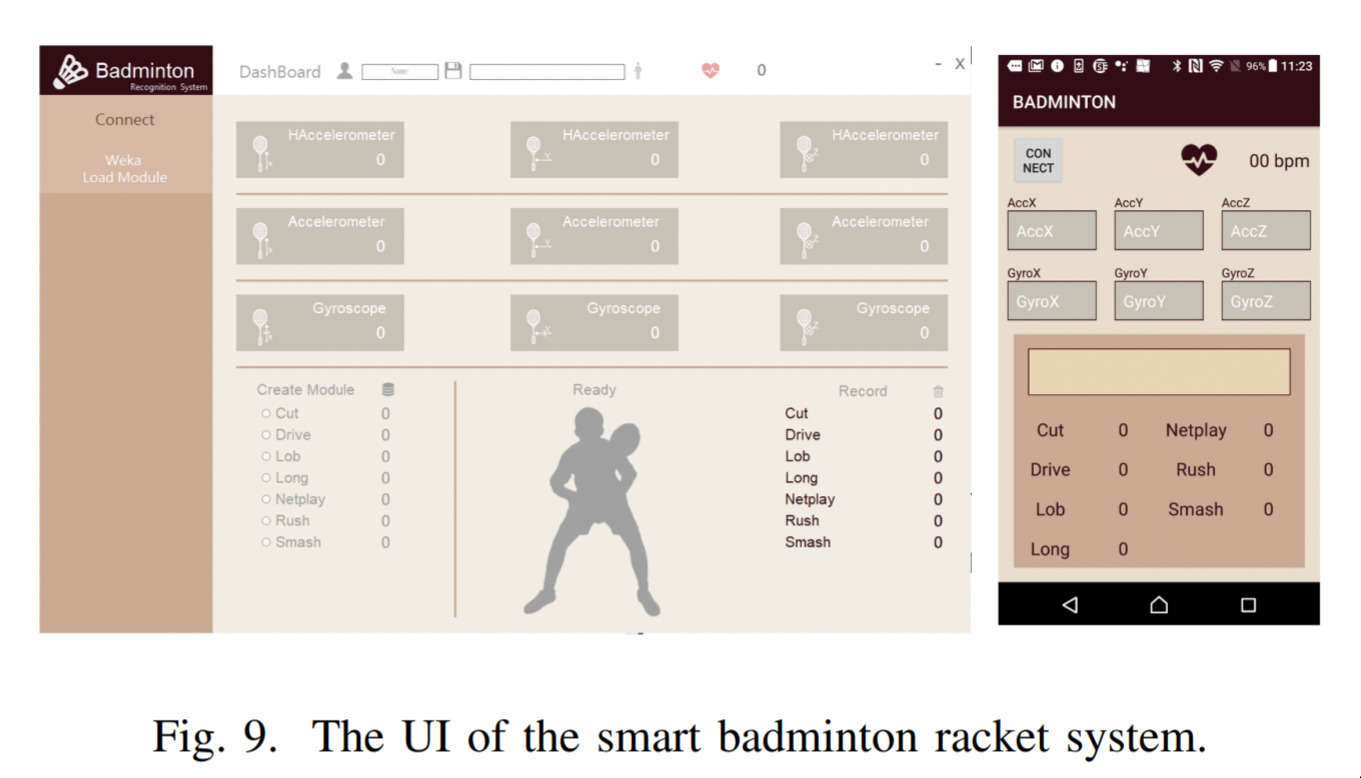 Badminton
Recognition System
Connect
Weka
Load Module
DashBoard Name 0 - X
HAccelerometer HAccelerometer HAccelerometer
0 0 0
Accelerometer Accelerometer Accelerometer
0 0 0
Gyroscope Gyroscope Gyroscope
0 0 0
Create Module
Cut 0
Drive 0
Lob 0
Long 0
Netplay 0
Rush 0
Smash 0
Ready
Record
Cut 0
Drive 0
Lob 0
Long 0
Netplay 0
Rush 0
Smash 0
96% 11:23
BADMINTON
CON
NECT
00 bpm
AccX AccY AccZ
AccX AccY AccZ
GyroX GyroY GyroZ
GyroX GyroY GyroZ
Cut 0 Netplay 0
Drive 0 Rush 0
Lob 0 Smash 0
Long 0
Fig. 9. The UI of the smart badminton racket system.